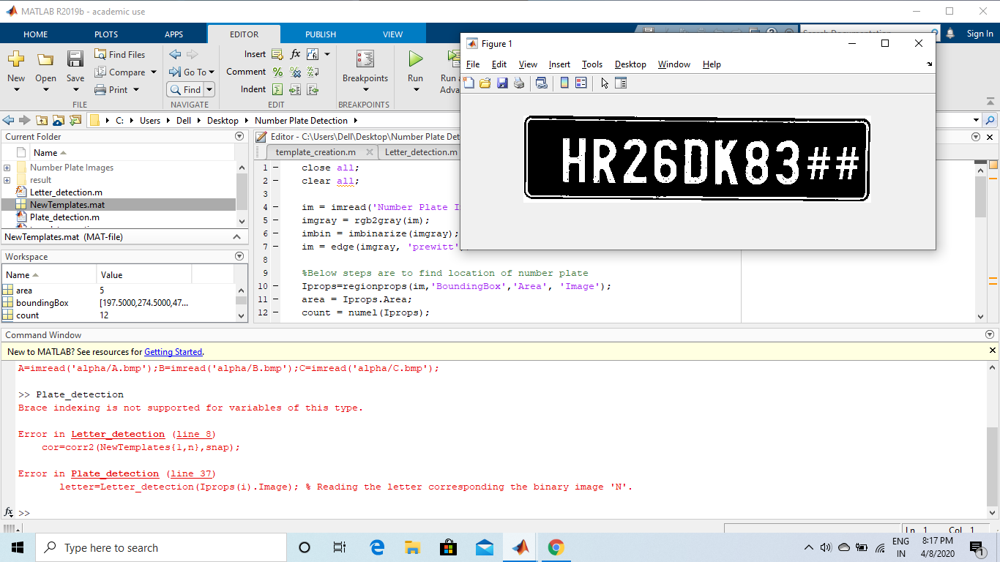 MATLAB R2019b - academic use
HOME PLOTS APPS EDITOR PUBLISH VIEW
Sign In
New Open Save
Find Files
Compare
Print
FILE
Go To
Find
NAVIGATE
Insert fx
Comment
Indent
EDIT
Breakpoints
BREAKPOINTS
Run
Figure 1
File Edit View Insert Tools Desktop Window Help
HR26DK83##
C: Users Dell Desktop Number Plate Detection
Current Folder
Name
Number Plate Images
result
Letter_detection.m
NewTemplates.mat
Plate_detection.m
NewTemplates.mat (MAT-file)
Workspace
Name Value
area 5
boundingBox [197.5000,274.5000,47...
count 12
Editor - C:\Users\Dell\Desktop\Number Plate Det
template_creation.m Letter_detection.m
1 close all;
2 clear all;
3
4 im = imread('Number Plate I
5 imgray = rgb2gray(im);
6 imbin = imbinarize(imgray);
7 im = edge(imgray, 'prewitt'
8
9 %Below steps are to find location of number plate
10 Iprops=regionprops(im,'BoundingBox','Area', 'Image');
11 area = Iprops.Area;
12 count = numel(Iprops);
Command Window
New to MATLAB? See resources for Getting Started.
A=imread('alpha/A.bmp');B=imread('alpha/B.bmp');C=imread('alpha/C.bmp');
>> Plate_detection
Brace indexing is not supported for variables of this type.
Error in Letter_detection (line 8)
cor=corr2(NewTemplates{1,n},snap);
Error in Plate_detection (line 37)
letter=Letter_detection(Iprops(i).Image); % Reading the letter corresponding the binary image 'N'.
fx >>
Ln 1 Col 1
Type here to search
ENG
IN
8:17 PM
4/8/2020
1